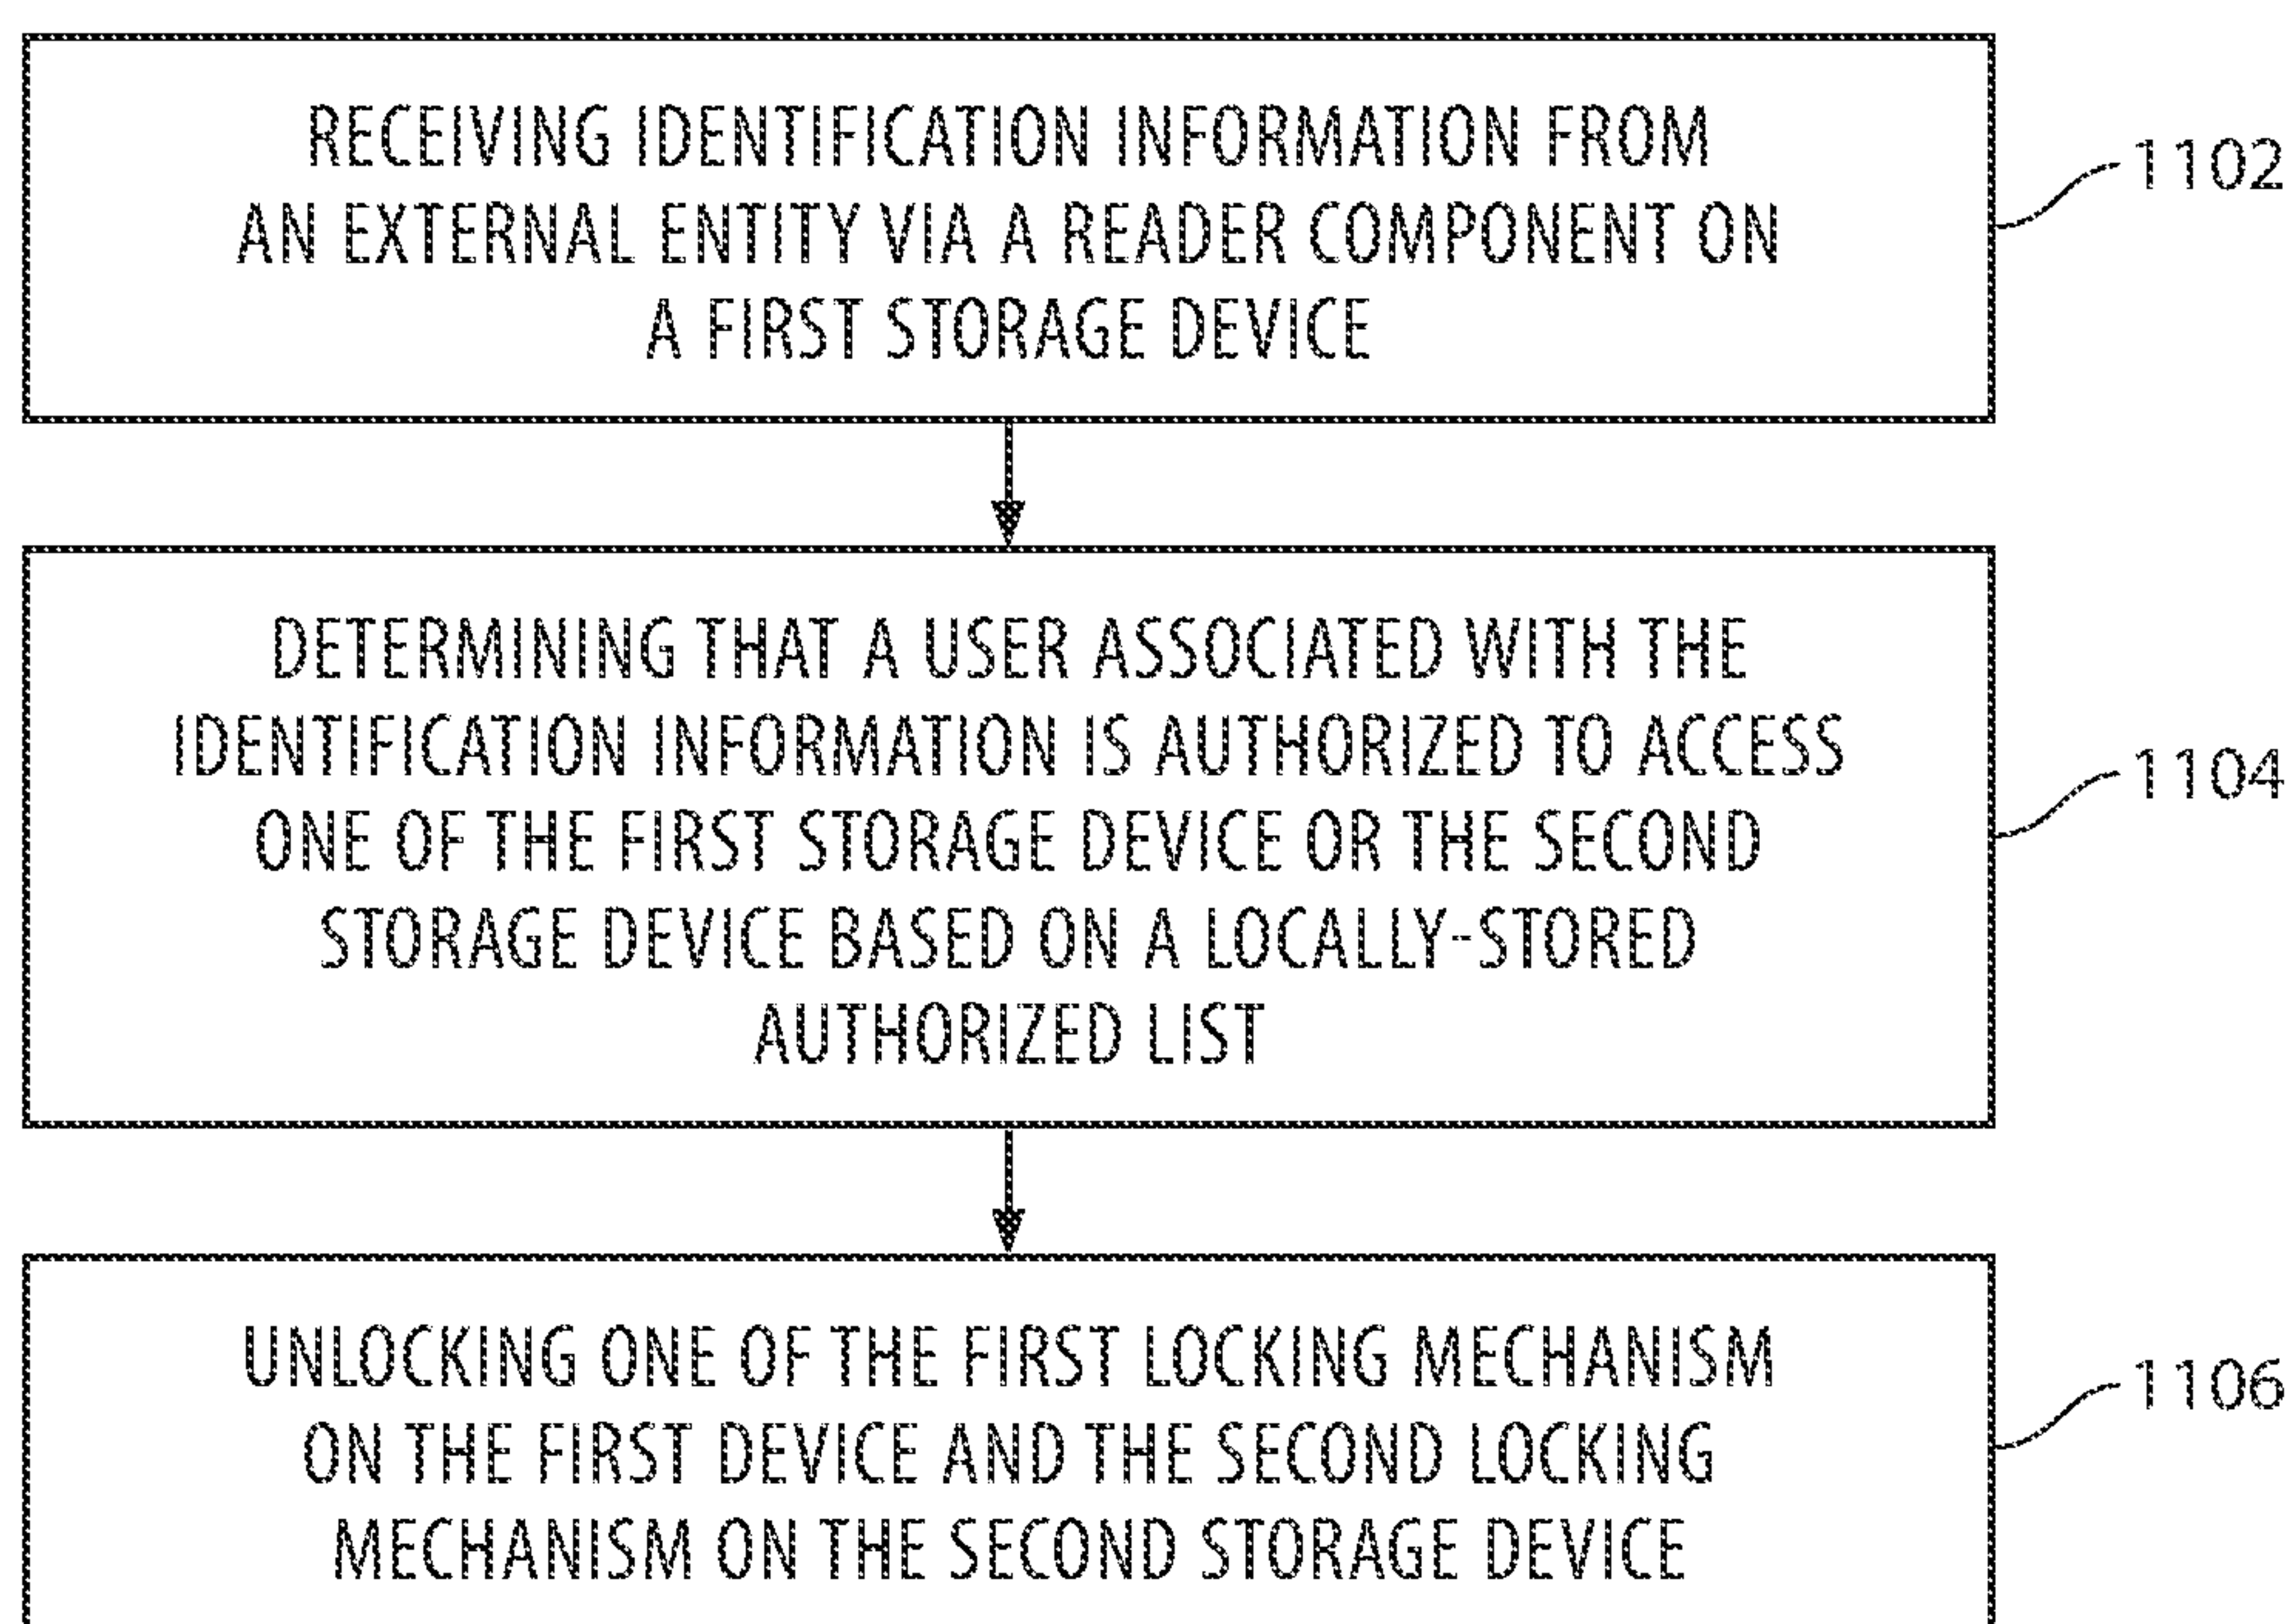 RECEIVING IDENTIFICATION INFORMATION FROM
AN EXTERNAL ENTITY VIA A READER COMPONENT ON
A FIRST STORAGE DEVICE
1102
DETERMINING THAT A USER ASSOCIATED WITH THE
IDENTIFICATION INFORMATION IS AUTHORIZED TO ACCESS
ONE OF THE FIRST STORAGE DEVICE OR THE SECOND
STORAGE DEVICE BASED ON A LOCALLY-STORED
AUTHORIZED LIST
1104
UNLOCKING ONE OF THE FIRST LOCKING MECHANISM
ON THE FIRST DEVICE AND THE SECOND LOCKING
MECHANISM ON THE SECOND STORAGE DEVICE
1106